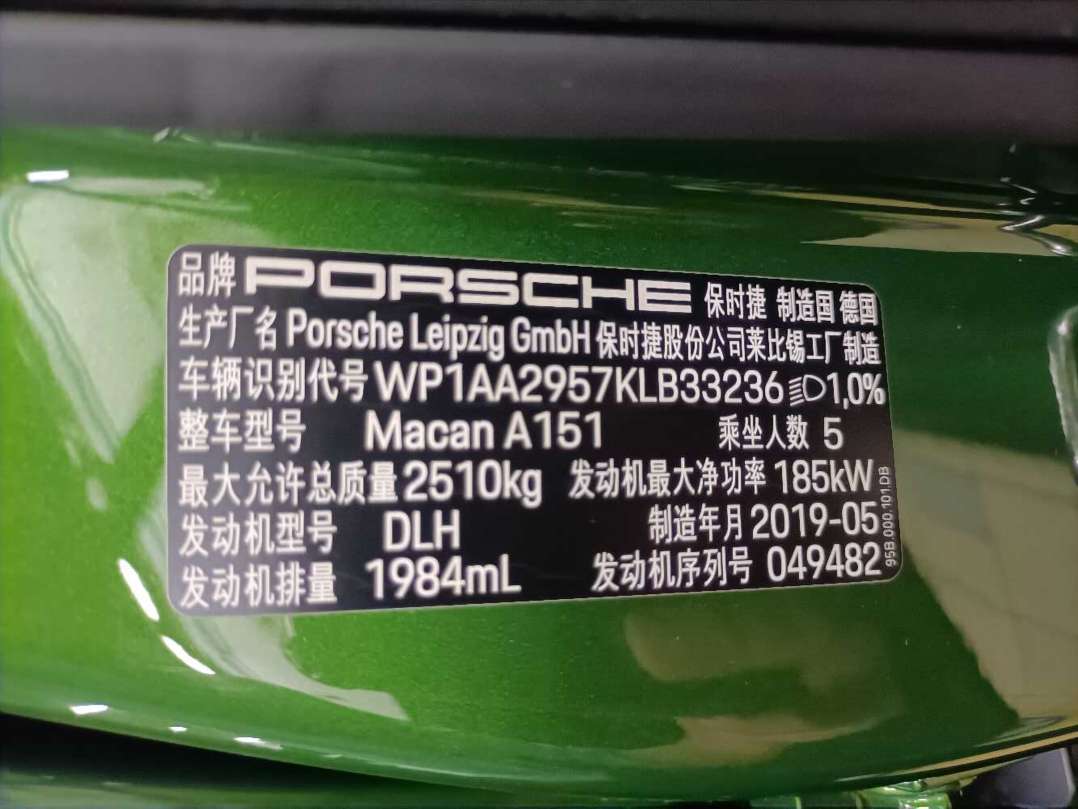 品牌 PORSCHE 保时捷 制造国 德国
生产厂名 Porsche Leipzig GmbH 保时捷股份公司莱比锡工厂制造
车辆识别代号 WP1AA2957KLB33236 1,0%
整车型号 Macan A151 乘坐人数 5
最大允许总质量 2510kg 发动机最大净功率 185kW
发动机型号 DLH 制造年月 2019-05
发动机排量 1984mL 发动机序列号 049482
95B.000.101.DB